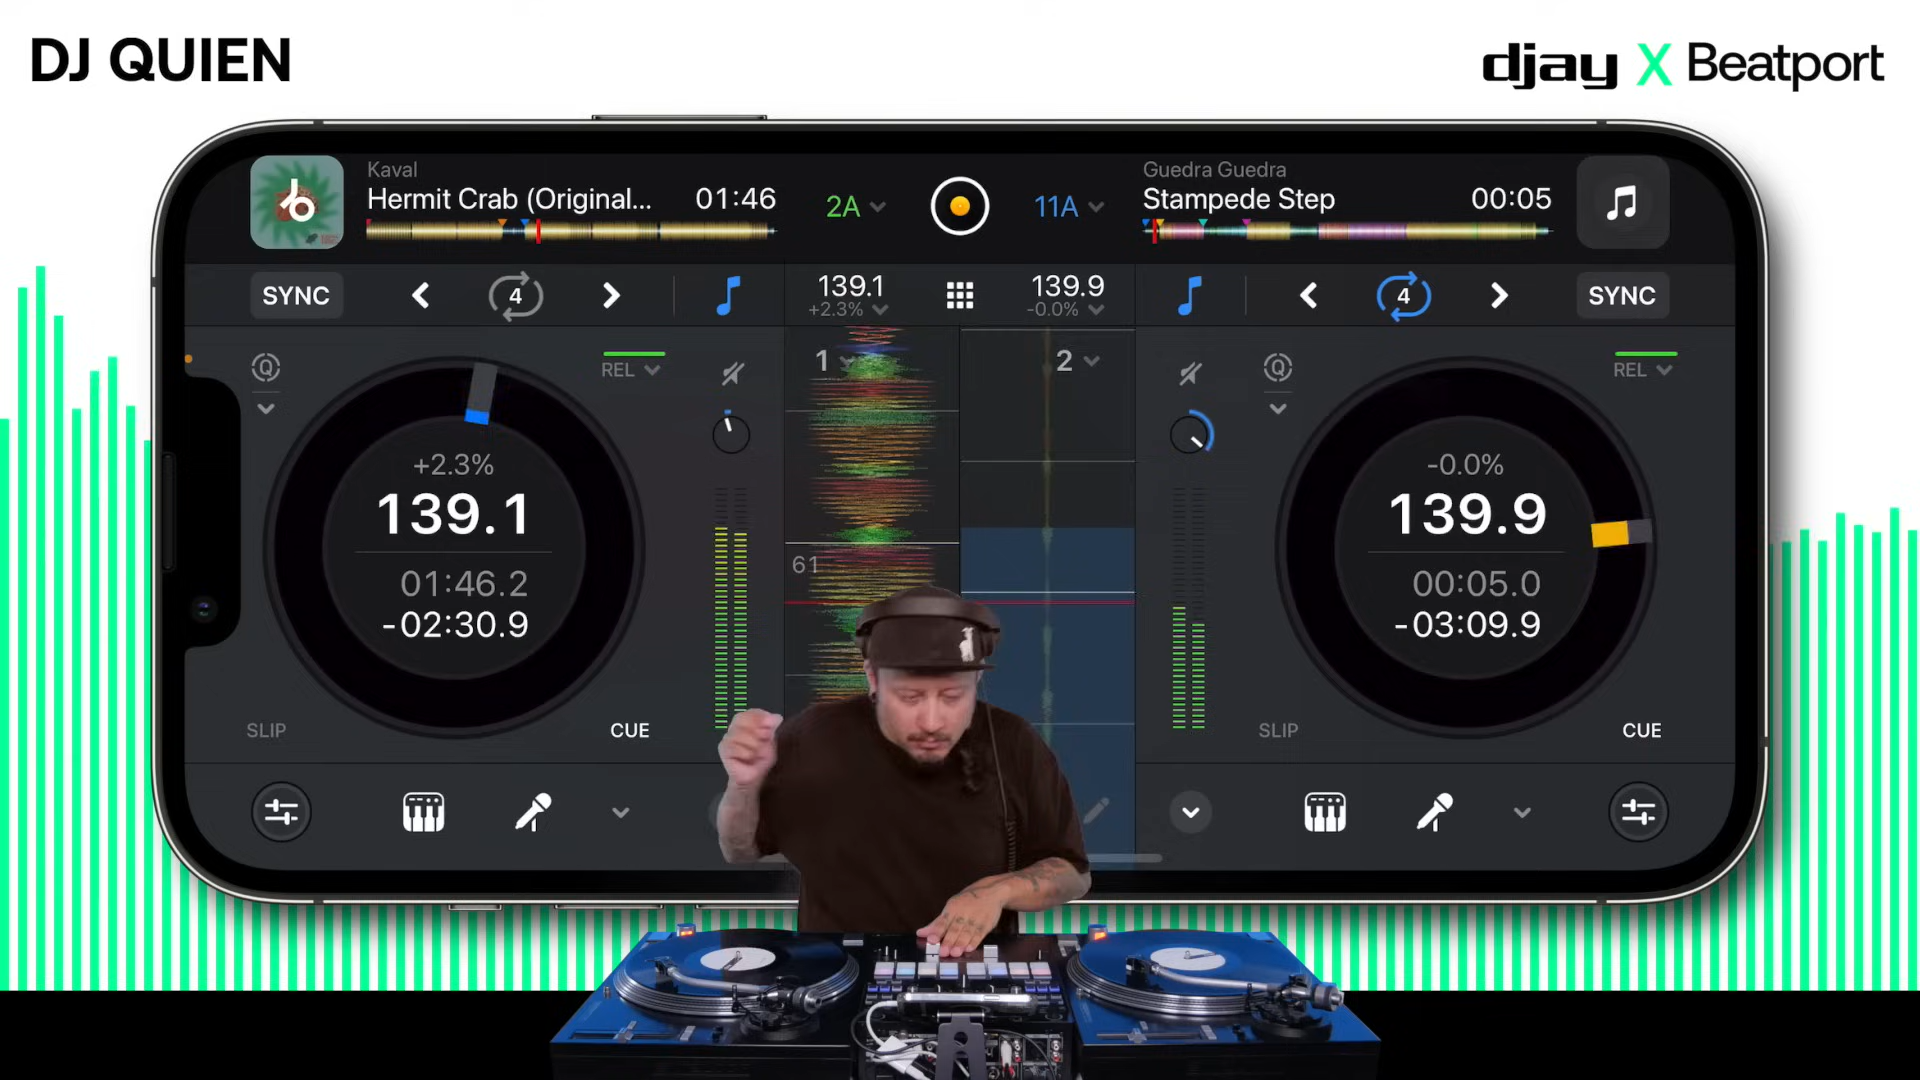 DJ QUIEN
djay X Beatport
Kaval
Hermit Crab (Original... 01:46
2A
11A
Guedra Guedra
Stampede Step 00:05
SYNC
4
139.1
+2.3%
139.9
-0.0%
4
SYNC
Q
REL
1
2
Q
REL
+2.3%
139.1
01:46.2
-02:30.9
61
-0.0%
139.9
00:05.0
-03:09.9
SLIP
CUE
SLIP
CUE